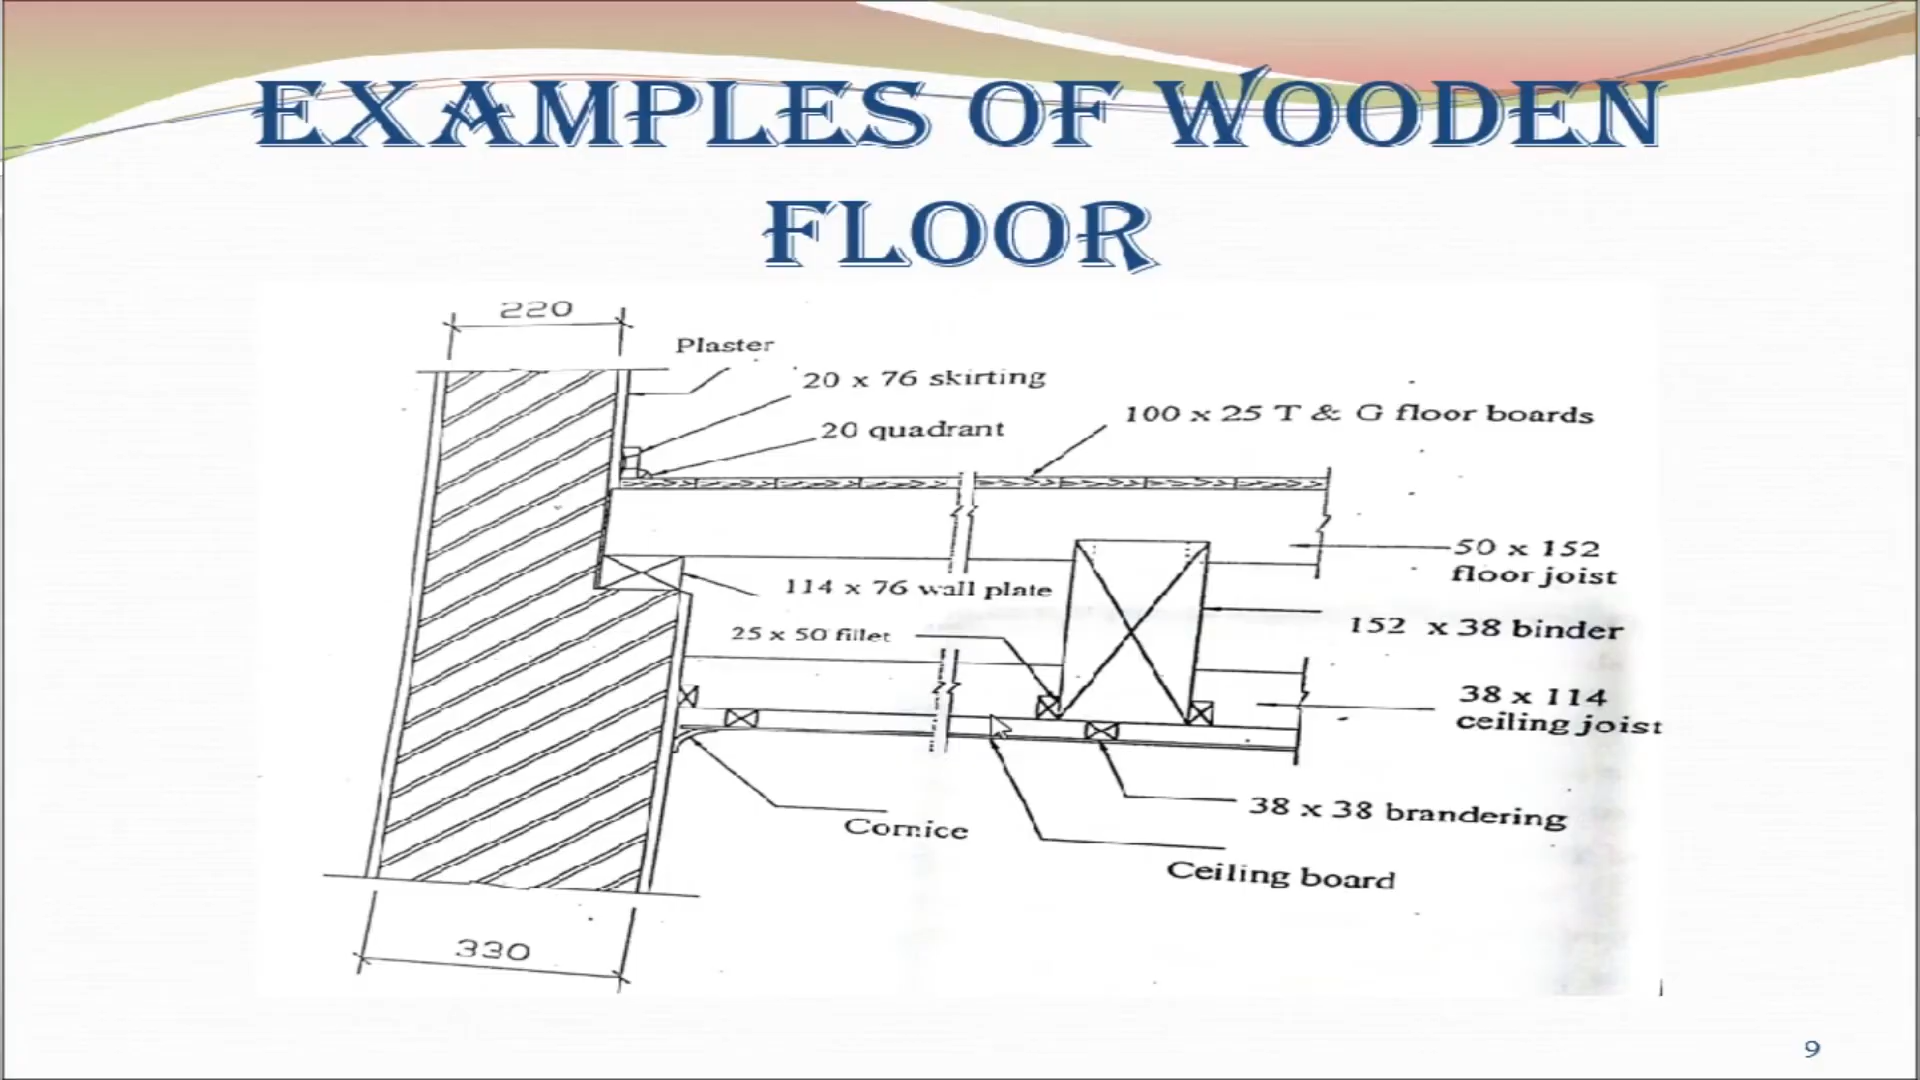 EXAMPLES OF WOODEN
FLOOR
220
Plaster
20 x 76 skirting
20 quadrant
100 x 25 T & G floor boards
50 x 152
floor joist
114 x 76 wall plate
25 x 50 fillet
152 x 38 binder
38 x 114
ceiling joist
38 x 38 brandering
Cornice
Ceiling board
330
9